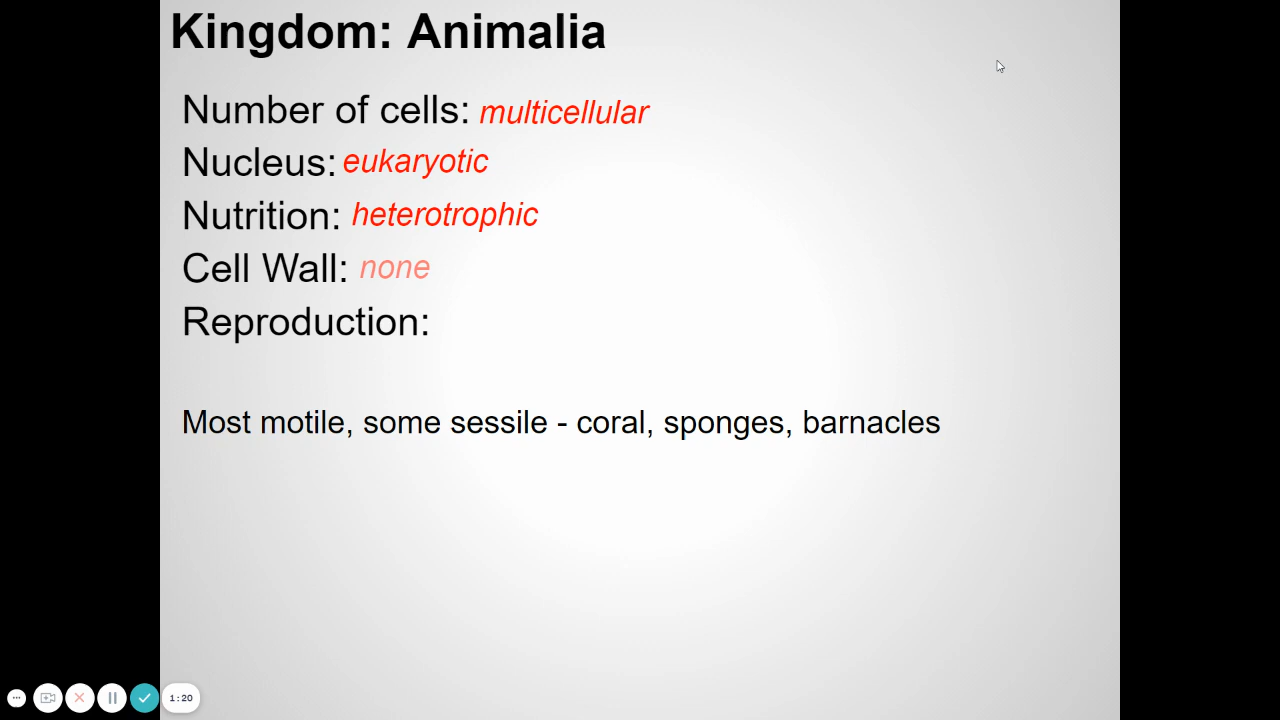 Kingdom: Animalia
Number of cells: multicellular
Nucleus: eukaryotic
Nutrition: heterotrophic
Cell Wall: none
Reproduction:
Most motile, some sessile - coral, sponges, barnacles
1:20